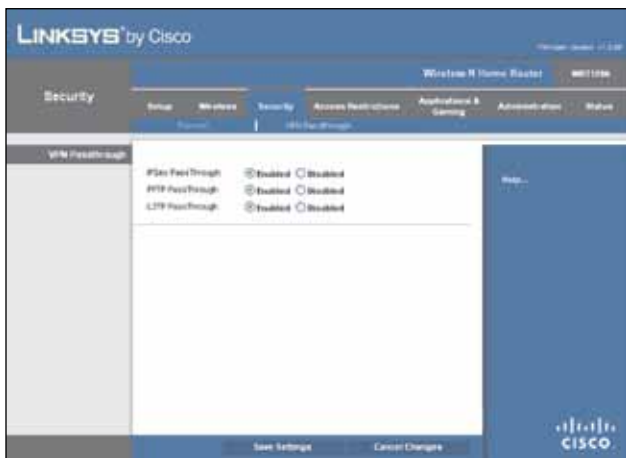 LINKSYS® by Cisco
Wireless-N Home Router
Security
Setup Wireless Security Access Restrictions Applications & Gaming Administration Status
Firewall | VPN Passthrough
VPN Passthrough
IPSec PassThrough Enabled Disabled
PPTP PassThrough Enabled Disabled
L2TP PassThrough Enabled Disabled
Help...
Save Settings Cancel Changes
CISCO